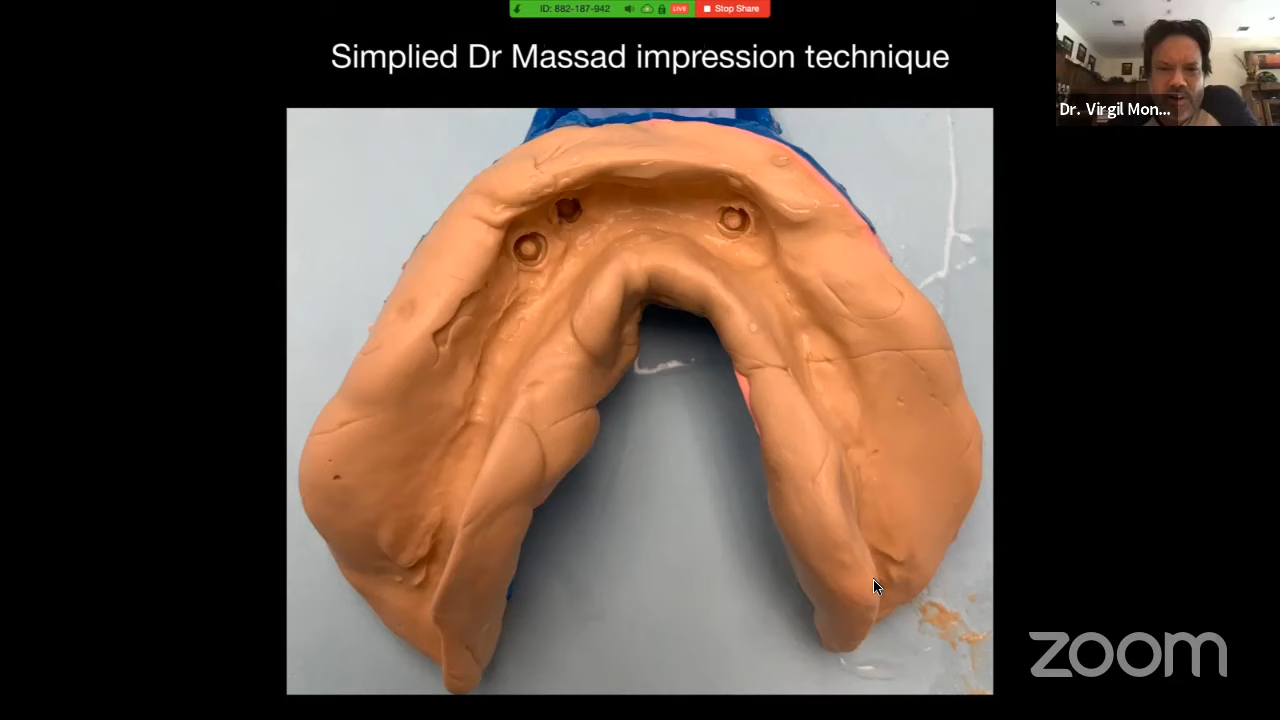 ID: 882-187-942 LIVE Stop Share
Simplied Dr Massad impression technique
Dr. Virgil Mon...
zoom